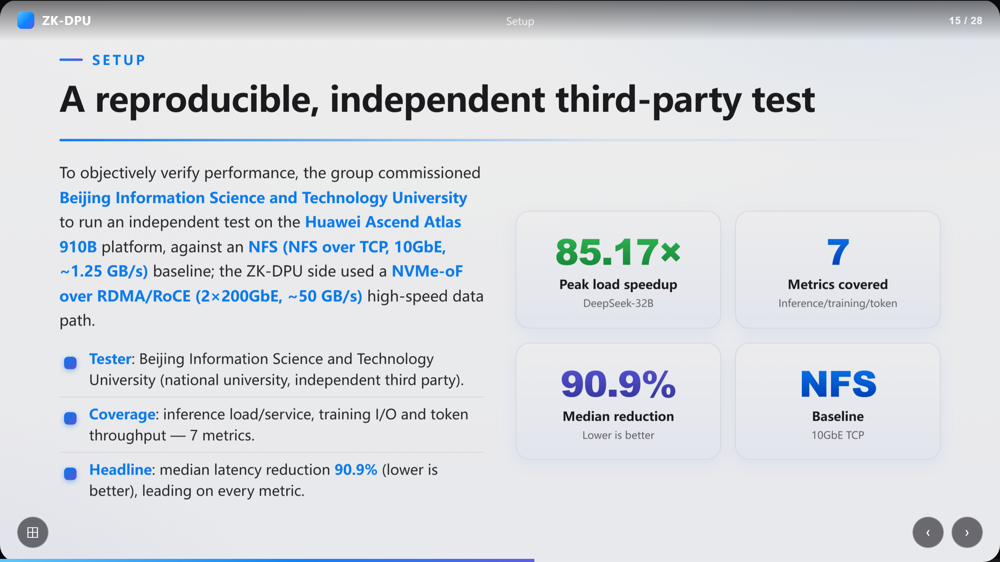 ZK-DPU
Setup
15 / 28
SETUP
A reproducible, independent third-party test
To objectively verify performance, the group commissioned
Beijing Information Science and Technology University
to run an independent test on the Huawei Ascend Atlas
910B platform, against an NFS (NFS over TCP, 10GbE,
~1.25 GB/s) baseline; the ZK-DPU side used a NVMe-oF
over RDMA/RoCE (2×200GbE, ~50 GB/s) high-speed data
path.
Tester: Beijing Information Science and Technology
University (national university, independent third party).
Coverage: inference load/service, training I/O and token
throughput — 7 metrics.
Headline: median latency reduction 90.9% (lower is
better), leading on every metric.
85.17×
Peak load speedup
DeepSeek-32B
7
Metrics covered
Inference/training/token
90.9%
Median reduction
Lower is better
NFS
Baseline
10GbE TCP